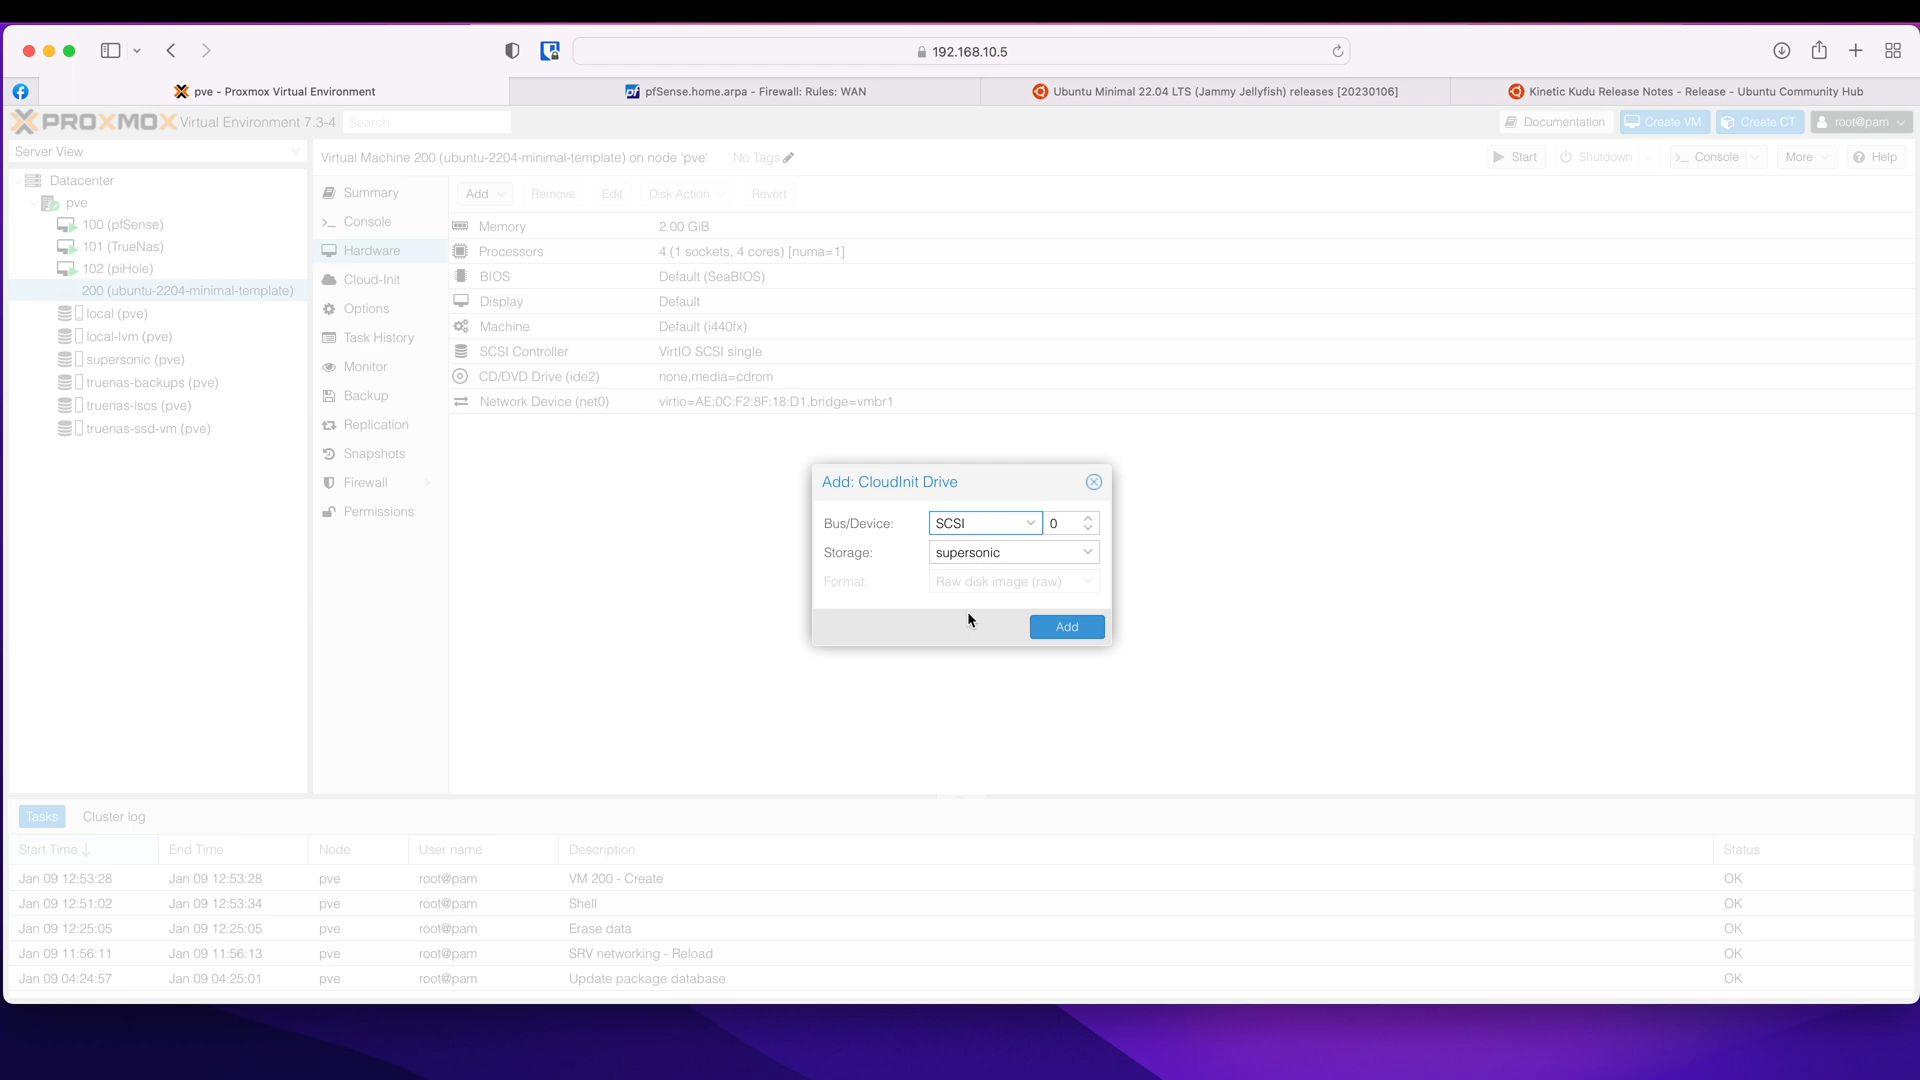 192.168.10.5
pve - Proxmox Virtual Environment
pfSense.home.arpa - Firewall: Rules: WAN
Ubuntu Minimal 22.04 LTS (Jammy Jellyfish) releases [20230106]
Kinetic Kudu Release Notes - Release - Ubuntu Community Hub
PROXMOX Virtual Environment 7.3-4 Search
Documentation Create VM Create CT root@pam
Server View
Virtual Machine 200 (ubuntu-2204-minimal-template) on node 'pve' No Tags
Start Shutdown Console More Help
Datacenter
pve
100 (pfSense)
101 (TrueNas)
102 (piHole)
200 (ubuntu-2204-minimal-template)
local (pve)
local-lvm (pve)
supersonic (pve)
truenas-backups (pve)
truenas-isos (pve)
truenas-ssd-vm (pve)
Summary
Console
Hardware
Cloud-Init
Options
Task History
Monitor
Backup
Replication
Snapshots
Firewall
Permissions
Add Remove Edit Disk Action Revert
Memory 2.00 GiB
Processors 4 (1 sockets, 4 cores) [numa=1]
BIOS Default (SeaBIOS)
Display Default
Machine Default (i440fx)
SCSI Controller VirtIO SCSI single
CD/DVD Drive (ide2) none,media=cdrom
Network Device (net0) virtio=AE:0C:F2:8F:18:D1,bridge=vmbr1
Add: CloudInit Drive
Bus/Device: SCSI 0
Storage: supersonic
Format: Raw disk image (raw)
Add
Tasks Cluster log
Start Time End Time Node User name Description Status
Jan 09 12:53:28 Jan 09 12:53:28 pve root@pam VM 200 - Create OK
Jan 09 12:51:02 Jan 09 12:53:34 pve root@pam Shell OK
Jan 09 12:25:05 Jan 09 12:25:05 pve root@pam Erase data OK
Jan 09 11:56:11 Jan 09 11:56:13 pve root@pam SRV networking - Reload OK
Jan 09 04:24:57 Jan 09 04:25:01 pve root@pam Update package database OK